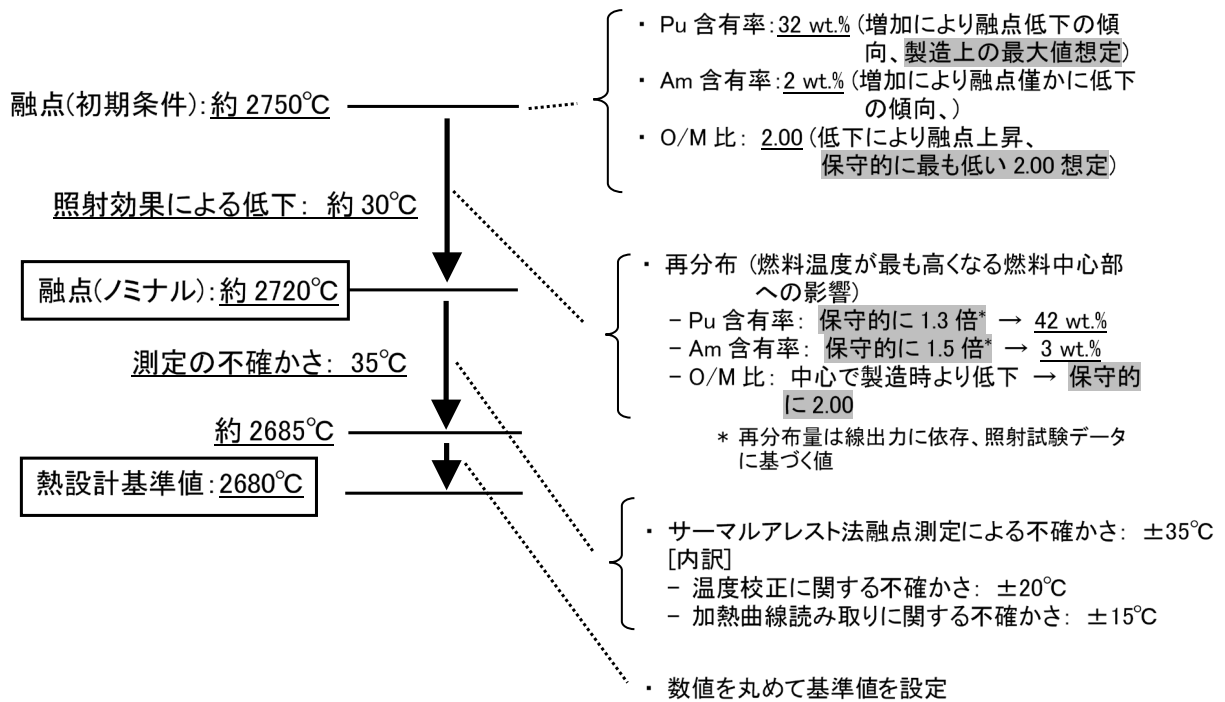 ・ Pu 含有率：32 wt.% (増加により融点低下の傾
向、製造上の最大値想定)
・ Am 含有率：2 wt.% (増加により融点僅かに低下
の傾向、)
・ O/M 比： 2.00 (低下により融点上昇、
保守的に最も低い 2.00 想定)
融点(初期条件)：約 2750℃
照射効果による低下： 約 30℃
融点(ノミナル)：約 2720℃
測定の不確かさ： 35℃
約 2685℃
熱設計基準値：2680℃
・ 再分布 (燃料温度が最も高くなる燃料中心部
への影響)
− Pu 含有率： 保守的に 1.3 倍* → 42 wt.%
− Am 含有率： 保守的に 1.5 倍* → 3 wt.%
− O/M 比： 中心で製造時より低下 → 保守的
に 2.00
* 再分布量は線出力に依存、照射試験データ
に基づく値
・ サーマルアレスト法融点測定による不確かさ： ±35℃
[内訳]
− 温度校正に関する不確かさ： ±20℃
− 加熱曲線読み取りに関する不確かさ： ±15℃
・ 数値を丸めて基準値を設定